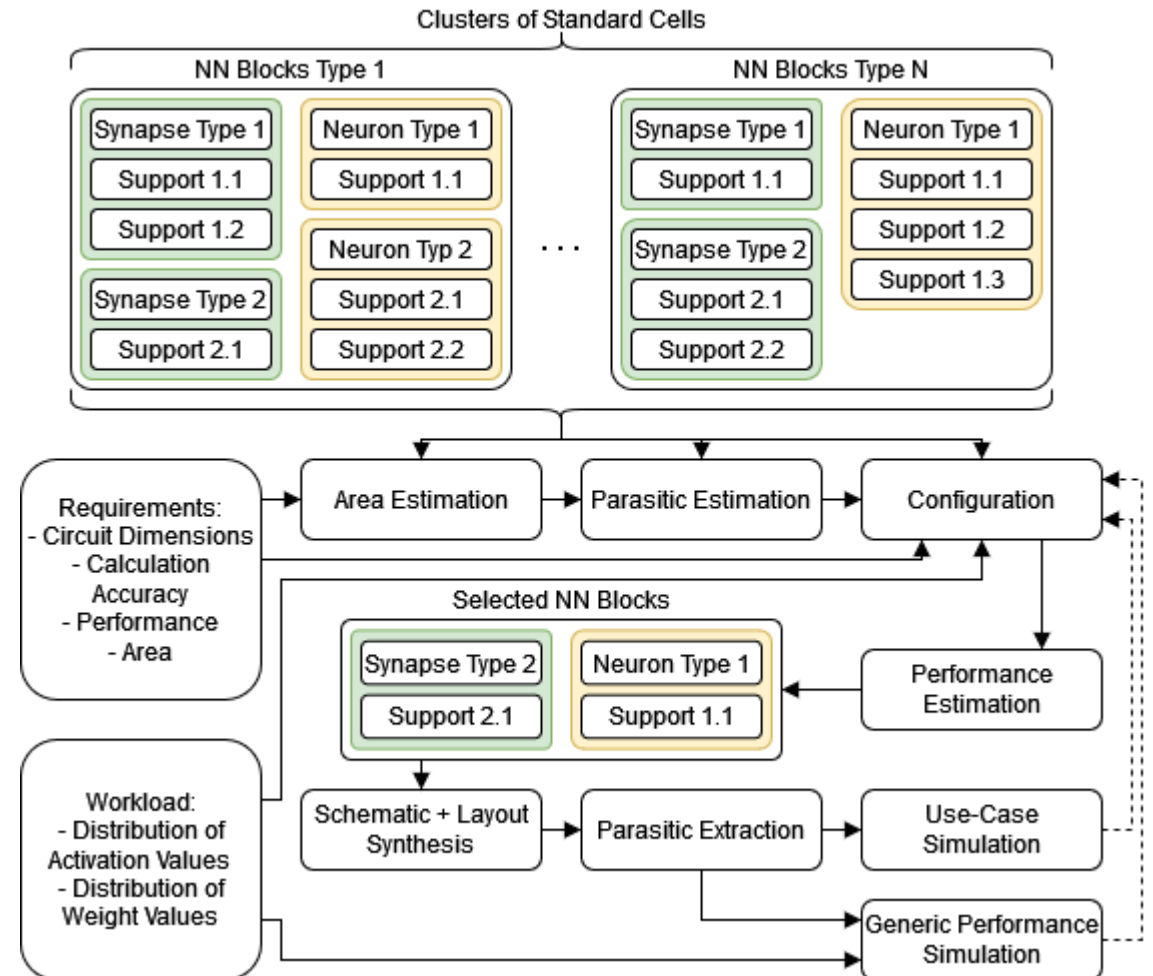 Clusters of Standard Cells
NN Blocks Type 1
Synapse Type 1
Support 1.1
Support 1.2
Synapse Type 2
Support 2.1
Neuron Type 1
Support 1.1
Neuron Typ 2
Support 2.1
Support 2.2
. . .
NN Blocks Type N
Synapse Type 1
Support 1.1
Synapse Type 2
Support 2.1
Support 2.2
Neuron Type 1
Support 1.1
Support 1.2
Support 1.3
Requirements:
- Circuit Dimensions
- Calculation
Accuracy
- Performance
- Area
Area Estimation
Parasitic Estimation
Configuration
Selected NN Blocks
Synapse Type 2
Support 2.1
Neuron Type 1
Support 1.1
Performance
Estimation
Workload:
- Distribution of
Activation Values
- Distribution of
Weight Values
Schematic + Layout
Synthesis
Parasitic Extraction
Use-Case
Simulation
Generic Performance
Simulation